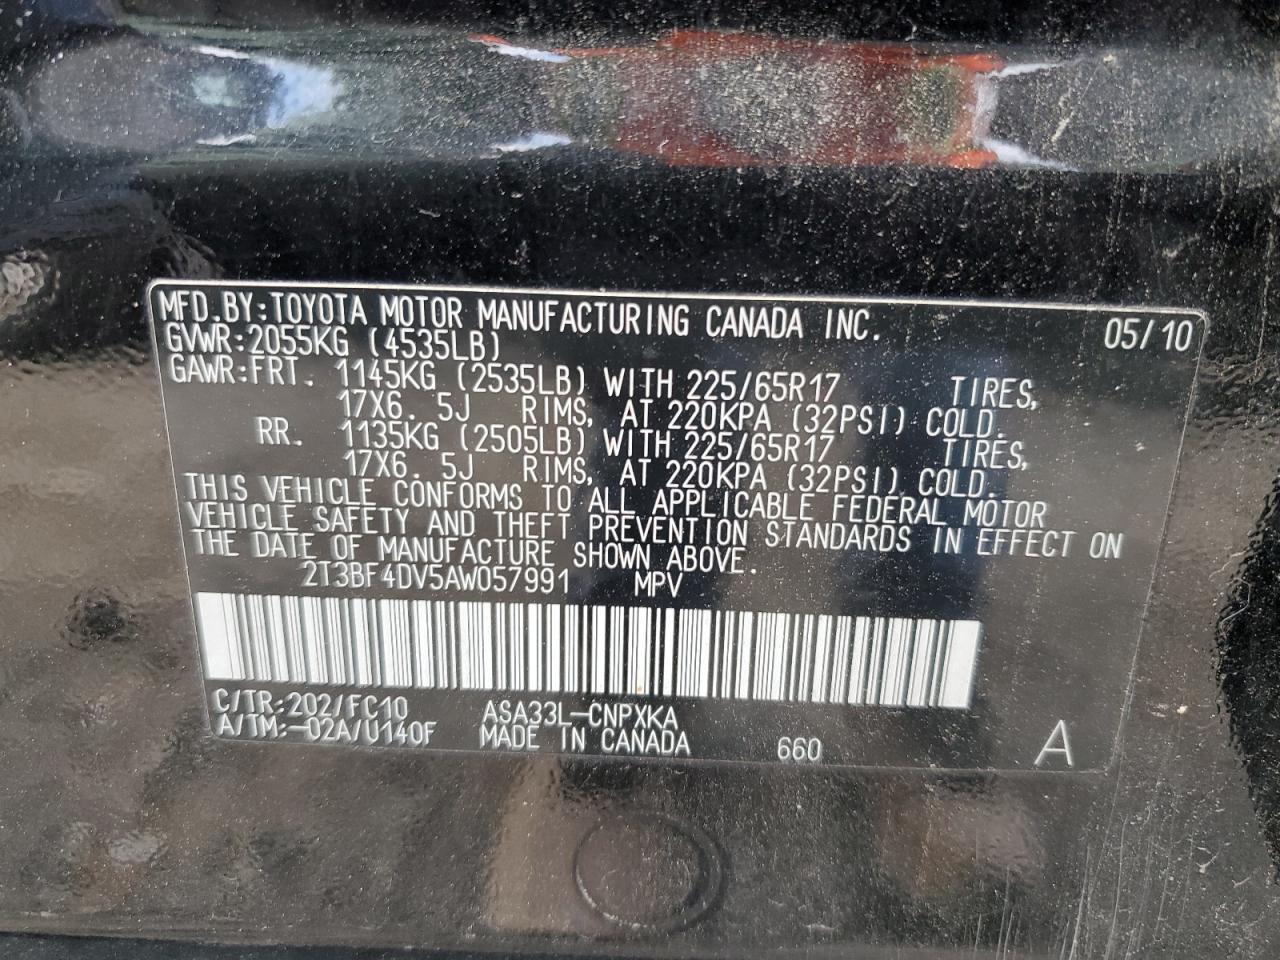 MFD.BY:TOYOTA MOTOR MANUFACTURING CANADA INC. 05/10
GVWR:2055KG (4535LB)
GAWR:FRT. 1145KG (2535LB) WITH 225/65R17 TIRES,
17X6. 5J RIMS, AT 220KPA (32PSI) COLD.
RR. 1135KG (2505LB) WITH 225/65R17 TIRES,
17X6. 5J RIMS, AT 220KPA (32PSI) COLD.
THIS VEHICLE CONFORMS TO ALL APPLICABLE FEDERAL MOTOR
VEHICLE SAFETY AND THEFT PREVENTION STANDARDS IN EFFECT ON
THE DATE OF MANUFACTURE SHOWN ABOVE.
2T3BF4DV5AW057991 MPV
C/TR:202/FC10 ASA33L-CNPXKA
A/TM:-02A/U140F MADE IN CANADA 660 A